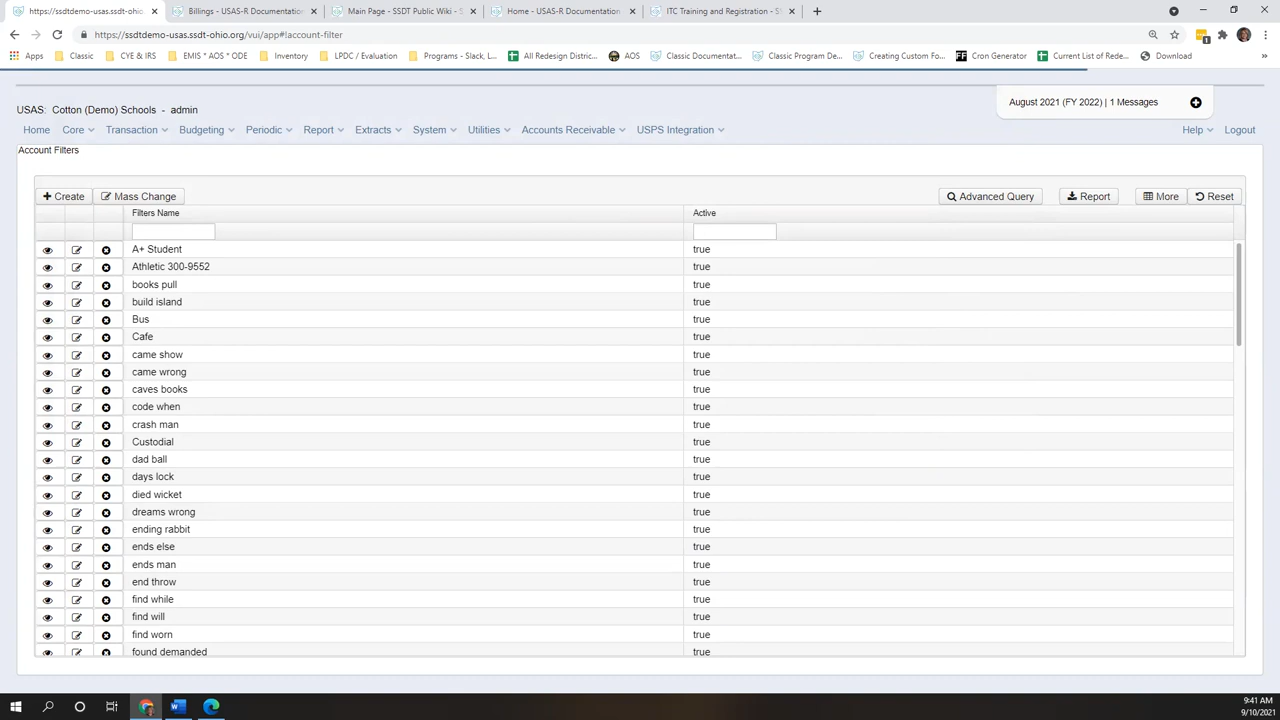 https://ssdtdemo-usas.ssdt-ohio.
Billings - USAS-R Documentation
Main Page - SSDT Public Wiki - S
Home - USAS-R Documentation
ITC Training and Registration - S
https://ssdtdemo-usas.ssdt-ohio.org/vui/app#!account-filter
Apps
Classic
CYE & IRS
EMIS * AOS * ODE
Inventory
LPDC / Evaluation
Programs - Slack, L...
All Redesign District...
AOS
Classic Documentat...
Classic Program De...
Creating Custom Fo...
FF
Cron Generator
Current List of Rede...
Download
USAS: Cotton (Demo) Schools - admin
August 2021 (FY 2022) | 1 Messages
Home Core Transaction Budgeting Periodic Report Extracts System Utilities Accounts Receivable USPS Integration Help Logout
Account Filters
Create Mass Change Advanced Query Report More Reset
Filters Name Active
A+ Student true
Athletic 300-9552 true
books pull true
build island true
Bus true
Cafe true
came show true
came wrong true
caves books true
code when true
crash man true
Custodial true
dad ball true
days lock true
died wicket true
dreams wrong true
ending rabbit true
ends else true
ends man true
end throw true
find while true
find will true
find worn true
found demanded true
9:41 AM
9/10/2021